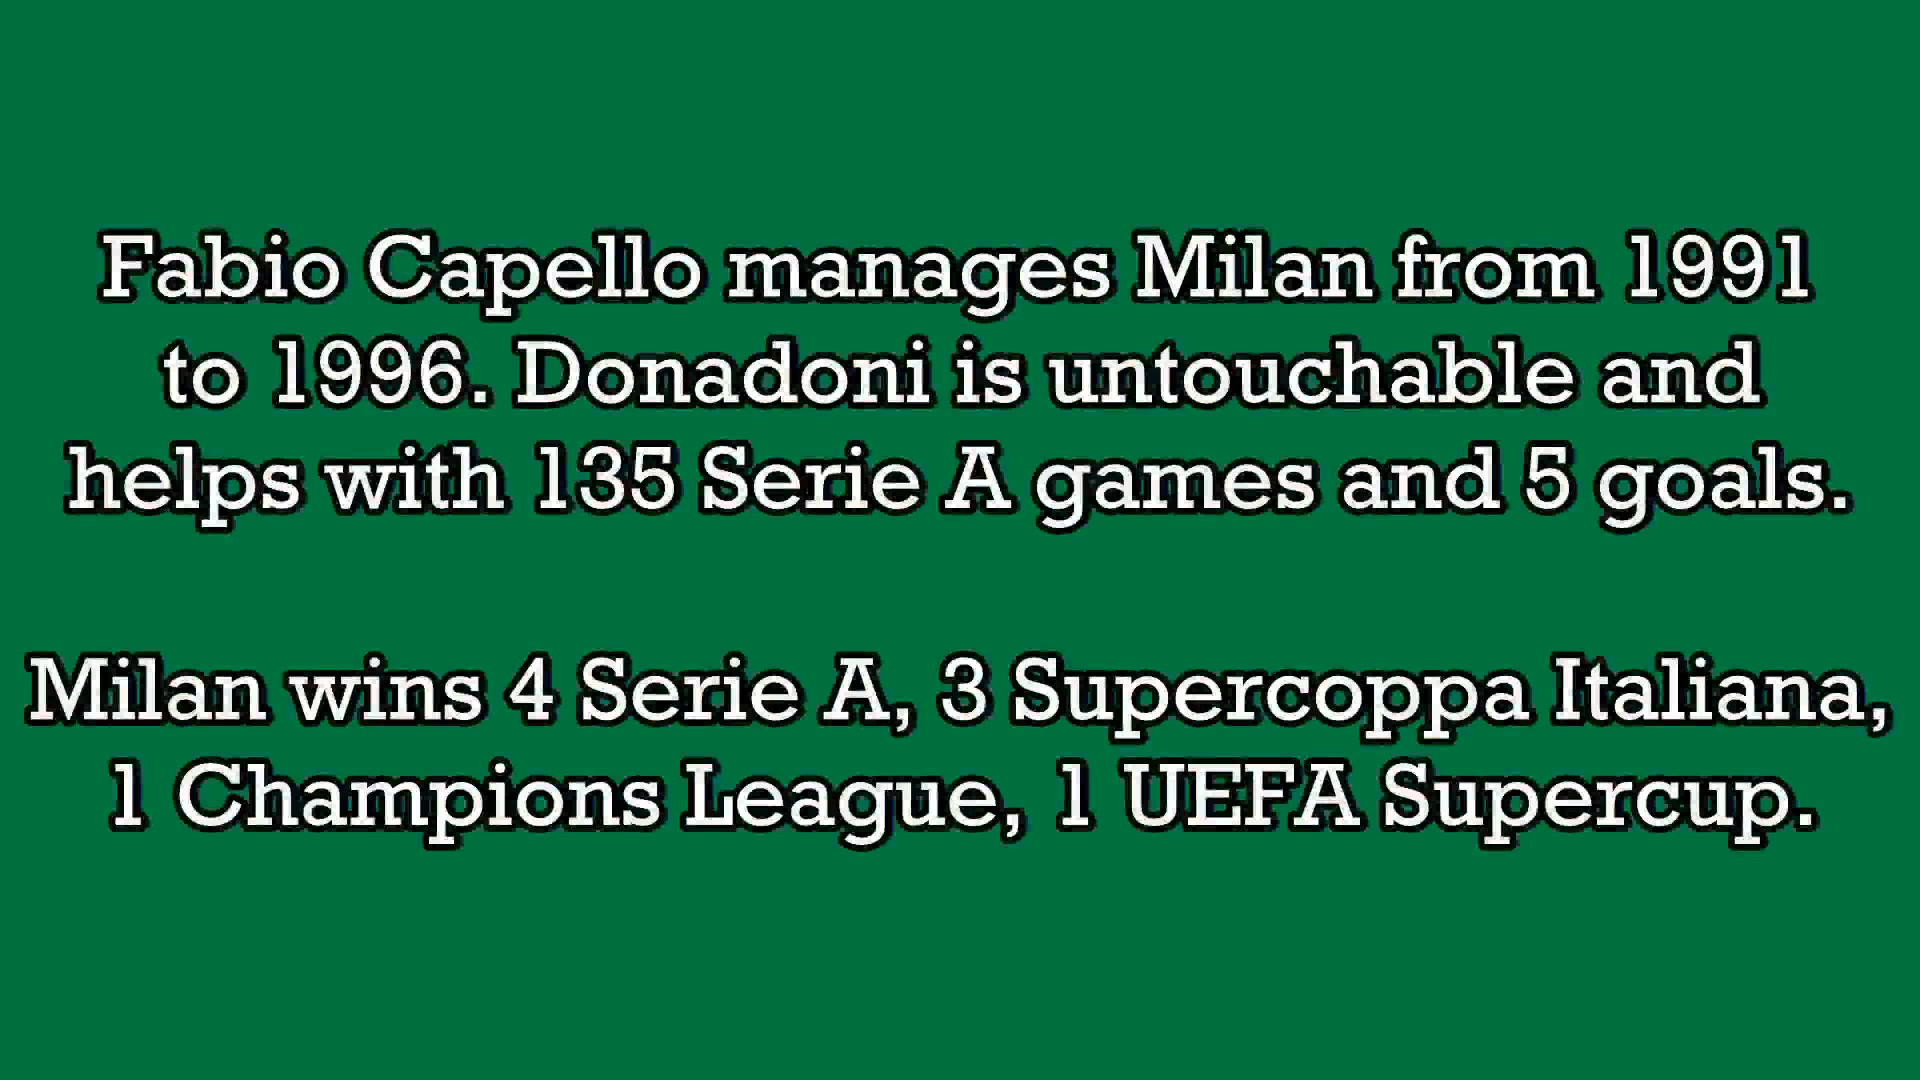 Fabio Capello manages Milan from 1991
to 1996. Donadoni is untouchable and
helps with 135 Serie A games and 5 goals.
Milan wins 4 Serie A, 3 Supercoppa Italiana,
1 Champions League, 1 UEFA Supercup.